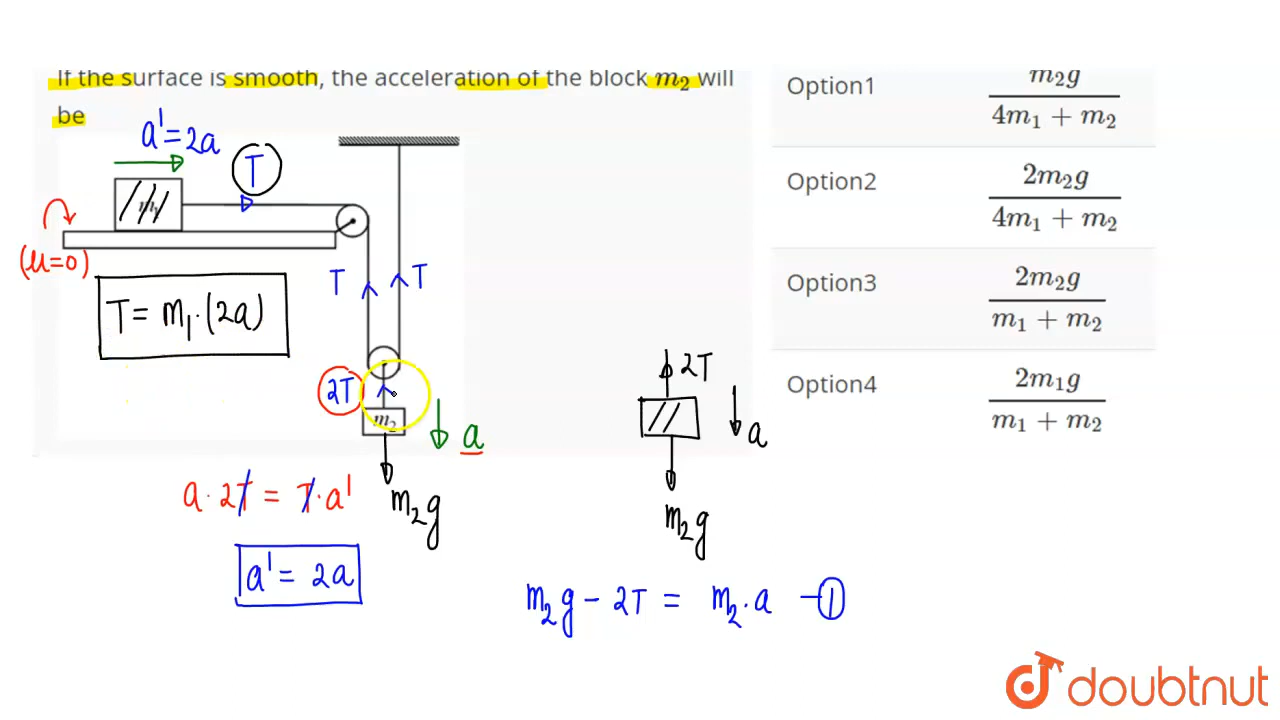 If the surface is smooth, the acceleration of the block m₂ will
be
a' = 2a
T
(μ=0)
T = m₁·(2a)
T
T
2T
m₂
a
m₂g
a·2T = T·a'
a' = 2a
2T
a
m₂g
m₂g − 2T = m₂·a —①
Option1 m₂g / 4m₁ + m₂
Option2 2m₂g / 4m₁ + m₂
Option3 2m₂g / m₁ + m₂
Option4 2m₁g / m₁ + m₂
doubtnut